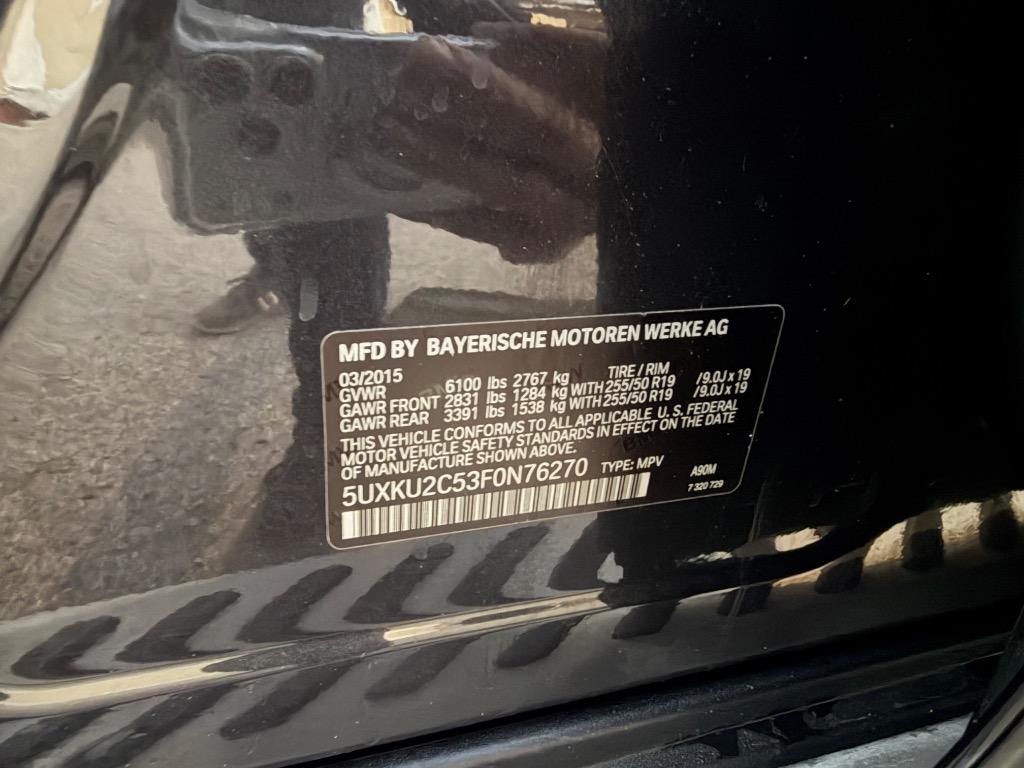 MFD BY BAYERISCHE MOTOREN WERKE AG
03/2015 TIRE / RIM
GVWR 6100 lbs 2767 kg
GAWR FRONT 2831 lbs 1284 kg WITH 255/50 R19 /9.0J x 19
GAWR REAR 3391 lbs 1538 kg WITH 255/50 R19 /9.0J x 19
THIS VEHICLE CONFORMS TO ALL APPLICABLE U.S. FEDERAL
MOTOR VEHICLE SAFETY STANDARDS IN EFFECT ON THE DATE
OF MANUFACTURE SHOWN ABOVE.
5UXKU2C53F0N76270 TYPE: MPV A90M
7 320 729